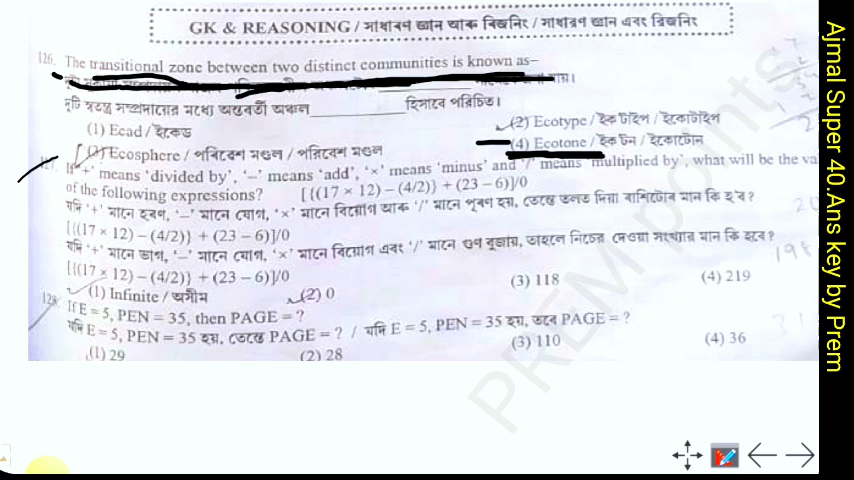 GK & REASONING / সাধাৰণ জ্ঞান আৰু ৰিজনিং / সাধারণ জ্ঞান এবং রিজনিং
126. The transitional zone between two distinct communities is known as–
দুটি স্বতন্ত্র সম্প্রদায়ের মধ্যে অন্তবর্তী অঞ্চল __________ হিসাবে পরিচিত।
(1) Ecad / ইকেড
(2) Ecotype / ইকটাইপ / ইকোটাইপ
(3) Ecosphere / পৰিবেশ মণ্ডল / পরিবেশ মণ্ডল
(4) Ecotone / ইকটন / ইকোটোন
127. If '+' means 'divided by', '–' means 'add', '×' means 'minus' and '/' means 'multiplied by', what will be the va
of the following expressions? [{(17 × 12) – (4/2)} + (23 – 6)]/0
যদি '+' মানে হৰণ, '–' মানে যোগ, '×' মানে বিয়োগ আৰু '/' মানে পূৰণ হয়, তেন্তে তলত দিয়া ৰাশিটোৰ মান কি হ'ব?
[{(17 × 12) – (4/2)} + (23 – 6)]/0
যদি '+' মানে ভাগ, '–' মানে যোগ, '×' মানে বিয়োগ এবং '/' মানে গুণ বুঝায়, তাহলে নিচের দেওয়া সংখ্যার মান কি হবে?
[{(17 × 12) – (4/2)} + (23 – 6)]/0
(1) Infinite / অসীম
(2) 0
(3) 118
(4) 219
128. If E = 5, PEN = 35, then PAGE = ?
যদি E = 5, PEN = 35 হয়, তেন্তে PAGE = ? / যদি E = 5, PEN = 35 হয়, তবে PAGE = ?
(1) 29
(2) 28
(3) 110
(4) 36
PREM points
Ajmal Super 40.Ans key by Prem